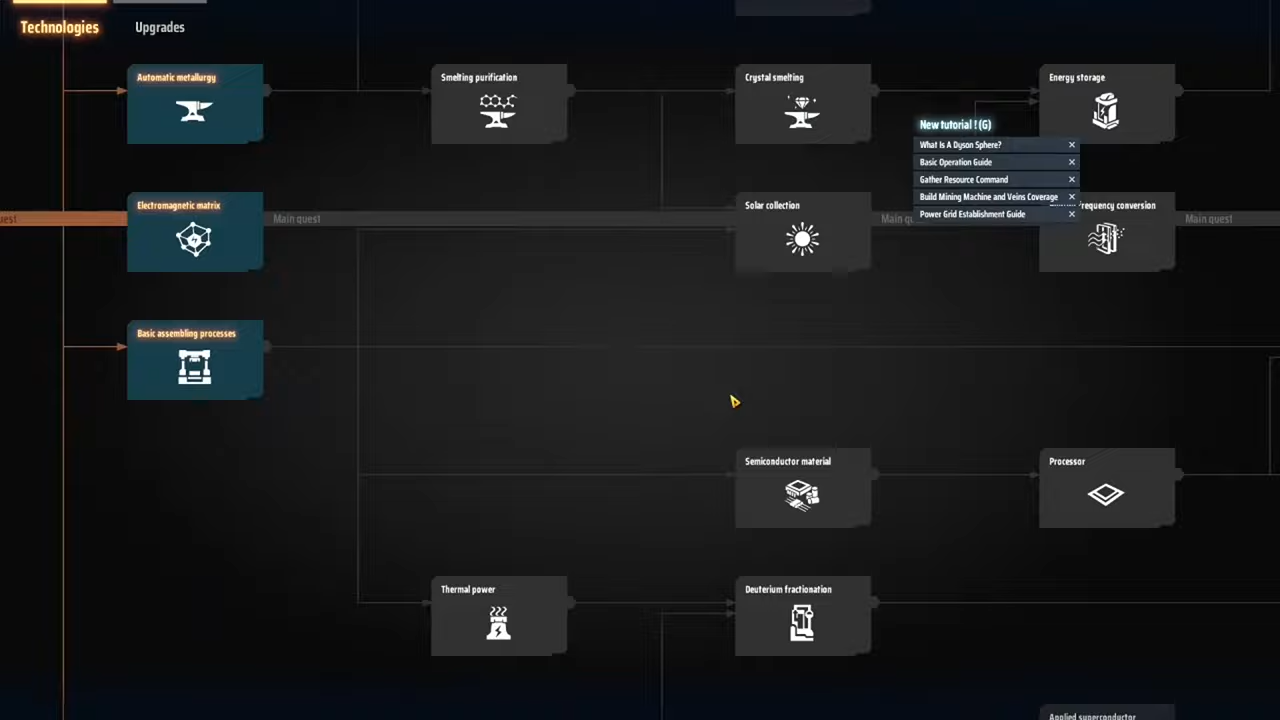 Technologies
Upgrades
Automatic metallurgy
Smelting purification
Crystal smelting
Energy storage
New tutorial ! (G)
What Is A Dyson Sphere?
Basic Operation Guide
Gather Resource Command
Build Mining Machine and Veins Coverage
Power Grid Establishment Guide
Electromagnetic matrix
Solar collection
frequency conversion
Main quest
Main quest
Basic assembling processes
Semiconductor material
Processor
Thermal power
Deuterium fractionation
Applied superconductor